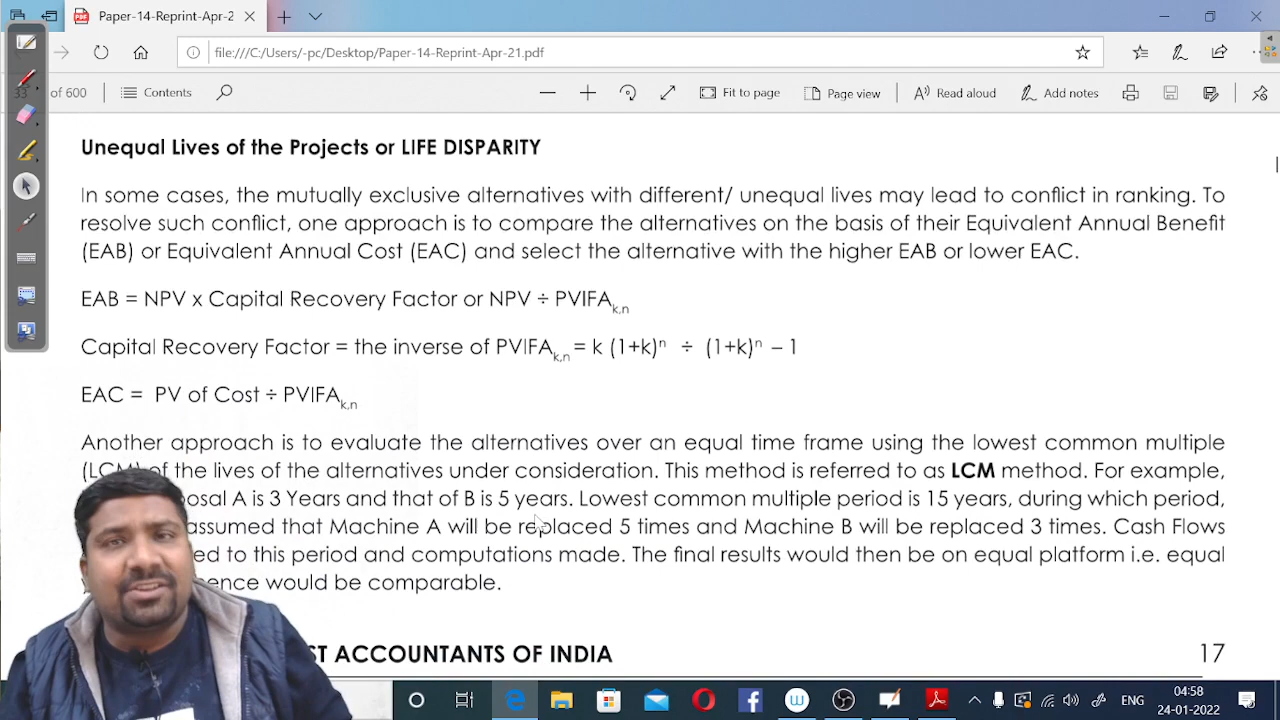 Paper-14-Reprint-Apr-2
file:///C:/Users/-pc/Desktop/Paper-14-Reprint-Apr-21.pdf
33 of 600
Contents
Fit to page
Page view
Read aloud
Add notes
Unequal Lives of the Projects or LIFE DISPARITY
In some cases, the mutually exclusive alternatives with different/ unequal lives may lead to conflict in ranking. To
resolve such conflict, one approach is to compare the alternatives on the basis of their Equivalent Annual Benefit
(EAB) or Equivalent Annual Cost (EAC) and select the alternative with the higher EAB or lower EAC.
EAB = NPV x Capital Recovery Factor or NPV ÷ PVIFAk,n
Capital Recovery Factor = the inverse of PVIFAk,n = k (1+k)ⁿ ÷ (1+k)ⁿ – 1
EAC = PV of Cost ÷ PVIFAk,n
Another approach is to evaluate the alternatives over an equal time frame using the lowest common multiple
(LCM) of the lives of the alternatives under consideration. This method is referred to as LCM method. For example,
A is 3 Years and that of B is 5 years. Lowest common multiple period is 15 years, during which period,
assumed that Machine A will be replaced 5 times and Machine B will be replaced 3 times. Cash Flows
to this period and computations made. The final results would then be on equal platform i.e. equal
would be comparable.
ACCOUNTANTS OF INDIA 17
ENG
04:58
24-01-2022